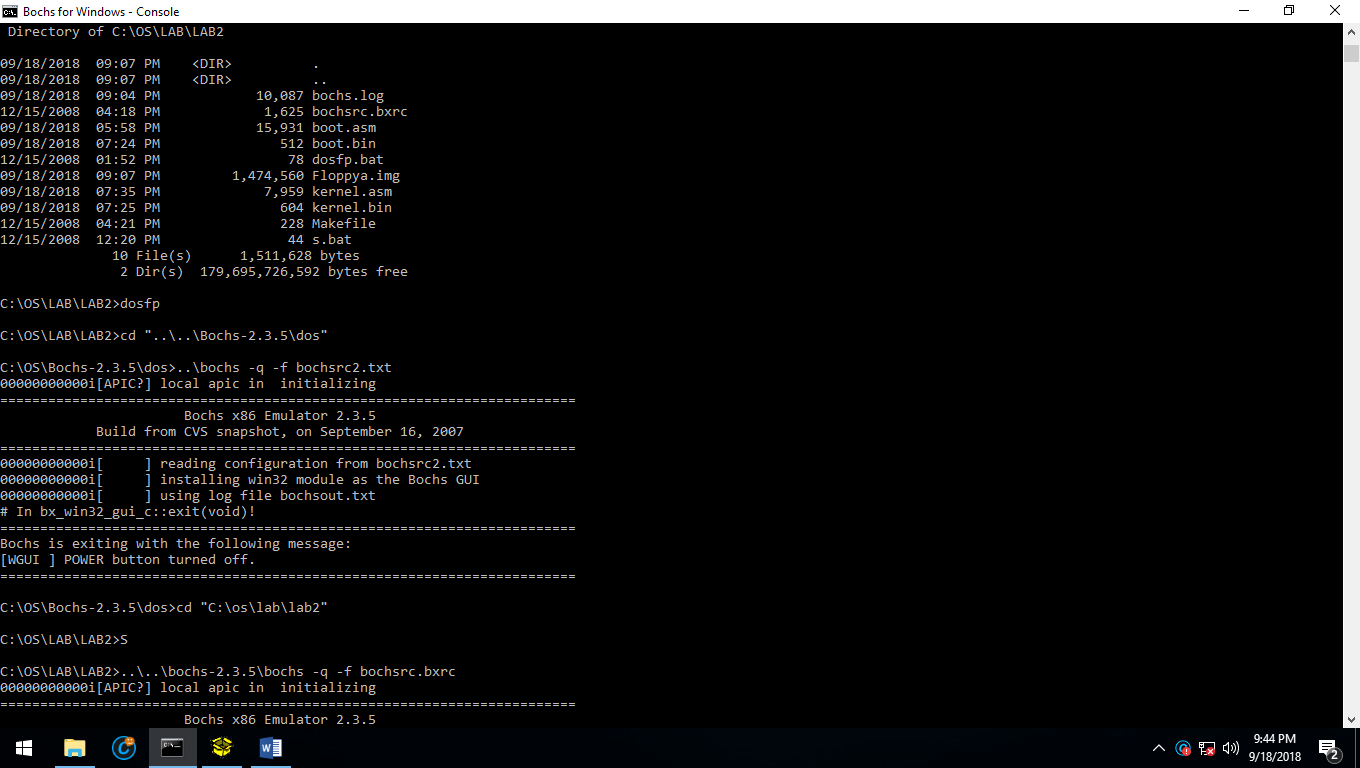 Bochs for Windows - Console
Directory of C:\OS\LAB\LAB2
09/18/2018  09:07 PM    <DIR>          .
09/18/2018  09:07 PM    <DIR>          ..
09/18/2018  09:04 PM            10,087 bochs.log
12/15/2008  04:18 PM             1,625 bochsrc.bxrc
09/18/2018  05:58 PM            15,931 boot.asm
09/18/2018  07:24 PM               512 boot.bin
12/15/2008  01:52 PM                78 dosfp.bat
09/18/2018  09:07 PM         1,474,560 Floppya.img
09/18/2018  07:35 PM             7,959 kernel.asm
09/18/2018  07:25 PM               604 kernel.bin
12/15/2008  04:21 PM               228 Makefile
12/15/2008  12:20 PM                44 s.bat
10 File(s)      1,511,628 bytes
2 Dir(s)  179,695,726,592 bytes free
C:\OS\LAB\LAB2>dosfp
C:\OS\LAB\LAB2>cd "..\..\Bochs-2.3.5\dos"
C:\OS\Bochs-2.3.5\dos>..\bochs -q -f bochsrc2.txt
00000000000i[APIC?] local apic in  initializing
========================================================================
Bochs x86 Emulator 2.3.5
Build from CVS snapshot, on September 16, 2007
========================================================================
00000000000i[     ] reading configuration from bochsrc2.txt
00000000000i[     ] installing win32 module as the Bochs GUI
00000000000i[     ] using log file bochsout.txt
# In bx_win32_gui_c::exit(void)!
========================================================================
Bochs is exiting with the following message:
[WGUI ] POWER button turned off.
========================================================================
C:\OS\Bochs-2.3.5\dos>cd "C:\os\lab\lab2"
C:\OS\LAB\LAB2>S
C:\OS\LAB\LAB2>..\..\bochs-2.3.5\bochs -q -f bochsrc.bxrc
00000000000i[APIC?] local apic in  initializing
========================================================================
Bochs x86 Emulator 2.3.5
9:44 PM
9/18/2018
2